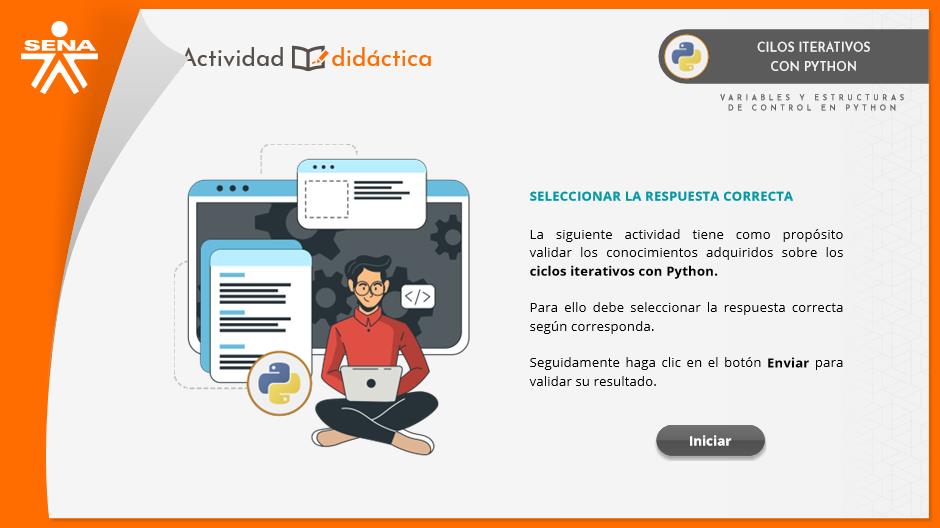 SENA
Actividad didáctica
CILOS ITERATIVOS
CON PYTHON
VARIABLES Y ESTRUCTURAS
DE CONTROL EN PYTHON
</>
SELECCIONAR LA RESPUESTA CORRECTA
La siguiente actividad tiene como propósito
validar los conocimientos adquiridos sobre los
ciclos iterativos con Python.
Para ello debe seleccionar la respuesta correcta
según corresponda.
Seguidamente haga clic en el botón Enviar para
validar su resultado.
Iniciar